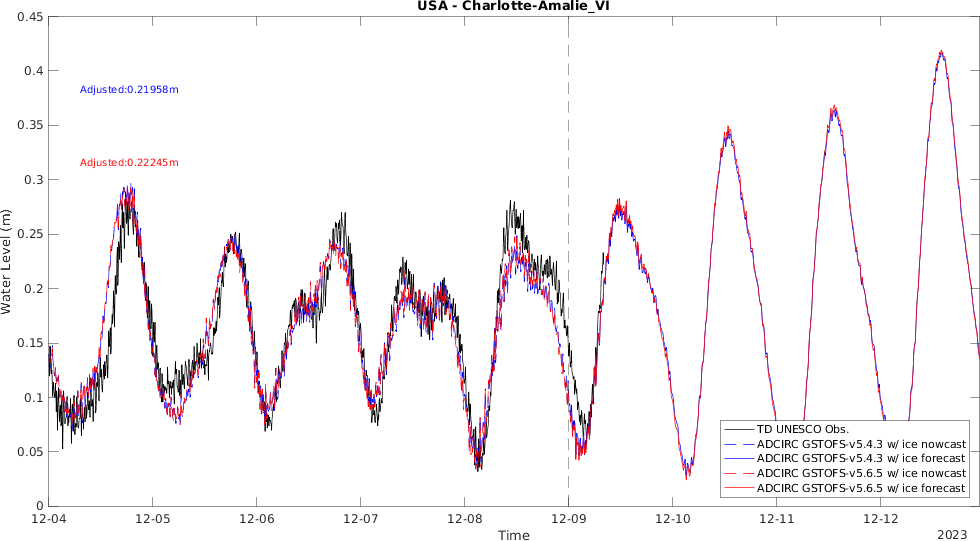 USA - Charlotte-Amalie_VI
0.45
0.4
0.35
0.3
0.25
0.2
0.15
0.1
0.05
0
Water Level (m)
Adjusted:0.21958m
Adjusted:0.22245m
TD UNESCO Obs.
ADCIRC GSTOFS-v5.4.3 w/ ice nowcast
ADCIRC GSTOFS-v5.4.3 w/ ice forecast
ADCIRC GSTOFS-v5.6.5 w/ ice nowcast
ADCIRC GSTOFS-v5.6.5 w/ ice forecast
12-04 12-05 12-06 12-07 12-08 12-09 12-10 12-11 12-12
Time
2023